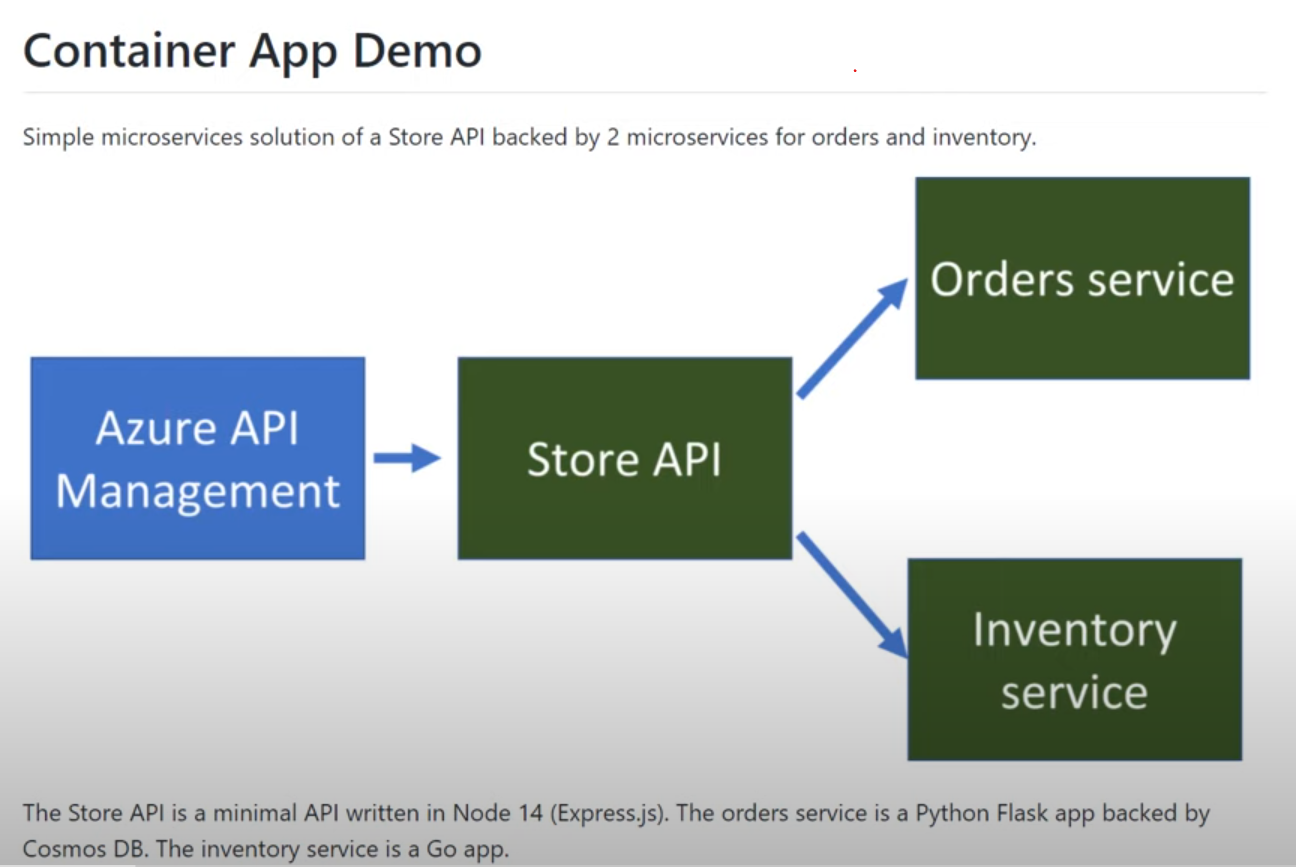 Container App Demo
Simple microservices solution of a Store API backed by 2 microservices for orders and inventory.
Orders service
Azure API
Management
Store API
Inventory
service
The Store API is a minimal API written in Node 14 (Express.js). The orders service is a Python Flask app backed by
Cosmos DB. The inventory service is a Go app.